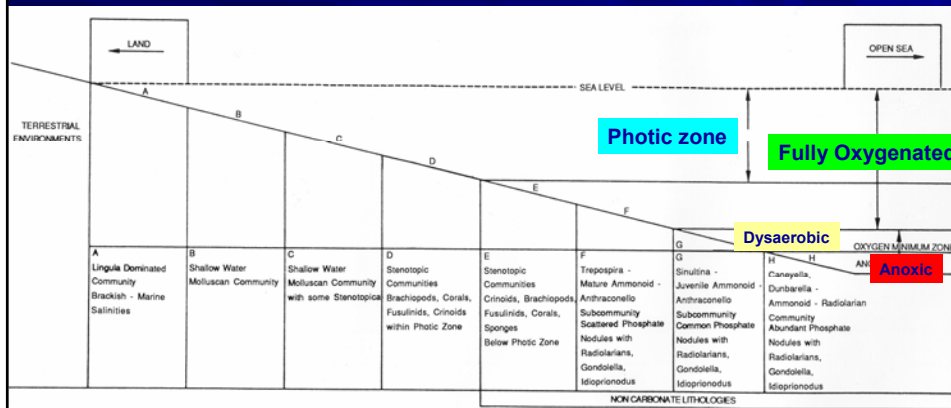 LAND
OPEN SEA
SEA LEVEL
A
B
C
D
E
F
G
H
H
TERRESTRIAL
ENVIRONMENTS
Photic zone
Fully Oxygenated
Dysaerobic
OXYGEN MINIMUM ZONE
Anoxic
A
Lingula Dominated
Community
Brackish - Marine
Salinities
B
Shallow Water
Molluscan Community
C
Shallow Water
Molluscan Community
with some Stenotopics
D
Stenotopic
Communities
Brachiopods, Corals,
Fusulinids, Crinoids
within Photic Zone
E
Stenotopic
Communities
Crinoids, Brachiopods,
Fusulinids, Corals,
Sponges
Below Photic Zone
F
Trepospira -
Mature Ammonoid -
Anthraconello
Subcommunity
Scattered Phosphate
Nodules with
Radiolarians,
Gondolella,
Idioprionodus
G
Sinultina -
Juvenile Ammonoid -
Anthraconello
Subcommunity
Common Phosphate
Nodules with
Radiolarians,
Gondolella,
Idioprionodus
H
Caneyella,
Dunbarella -
Ammonoid - Radiolarian
Community
Abundant Phosphate
Nodules with
Radiolarians,
Gondolella,
Idioprionodus
NON CARBONATE LITHOLOGIES